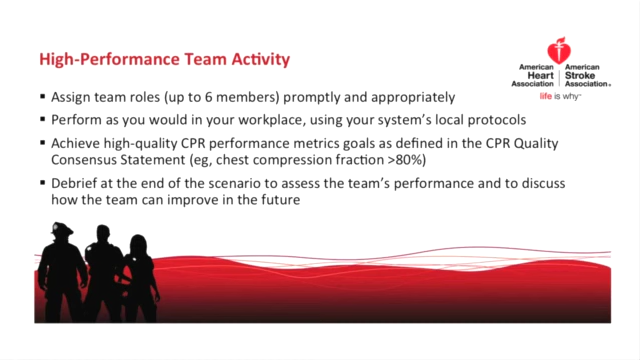 High-Performance Team Activity
American Heart Association
American Stroke Association®
life is why™
▪ Assign team roles (up to 6 members) promptly and appropriately
▪ Perform as you would in your workplace, using your system's local protocols
▪ Achieve high-quality CPR performance metrics goals as defined in the CPR Quality
Consensus Statement (eg, chest compression fraction >80%)
▪ Debrief at the end of the scenario to assess the team's performance and to discuss
how the team can improve in the future